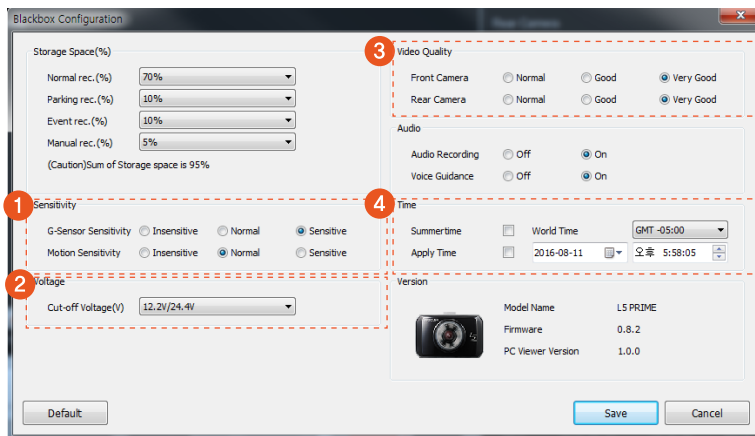 Blackbox Configuration
Rear Camera
Storage Space(%)
Normal rec.(%) 70%
Parking rec.(%) 10%
Event rec.(%) 10%
Manual rec.(%) 5%
(Caution)Sum of Storage space is 95%
1
Sensitivity
G-Sensor Sensitivity Insensitive Normal Sensitive
Motion Sensitivity Insensitive Normal Sensitive
2
Voltage
Cut-off Voltage(V) 12.2V/24.4V
3
Video Quality
Front Camera Normal Good Very Good
Rear Camera Normal Good Very Good
Audio
Audio Recording Off On
Voice Guidance Off On
4
Time
Summertime World Time GMT -05:00
Apply Time 2016-08-11 오후 5:58:05
Version
Model Name L5 PRIME
Firmware 0.8.2
PC Viewer Version 1.0.0
Default
Save Cancel